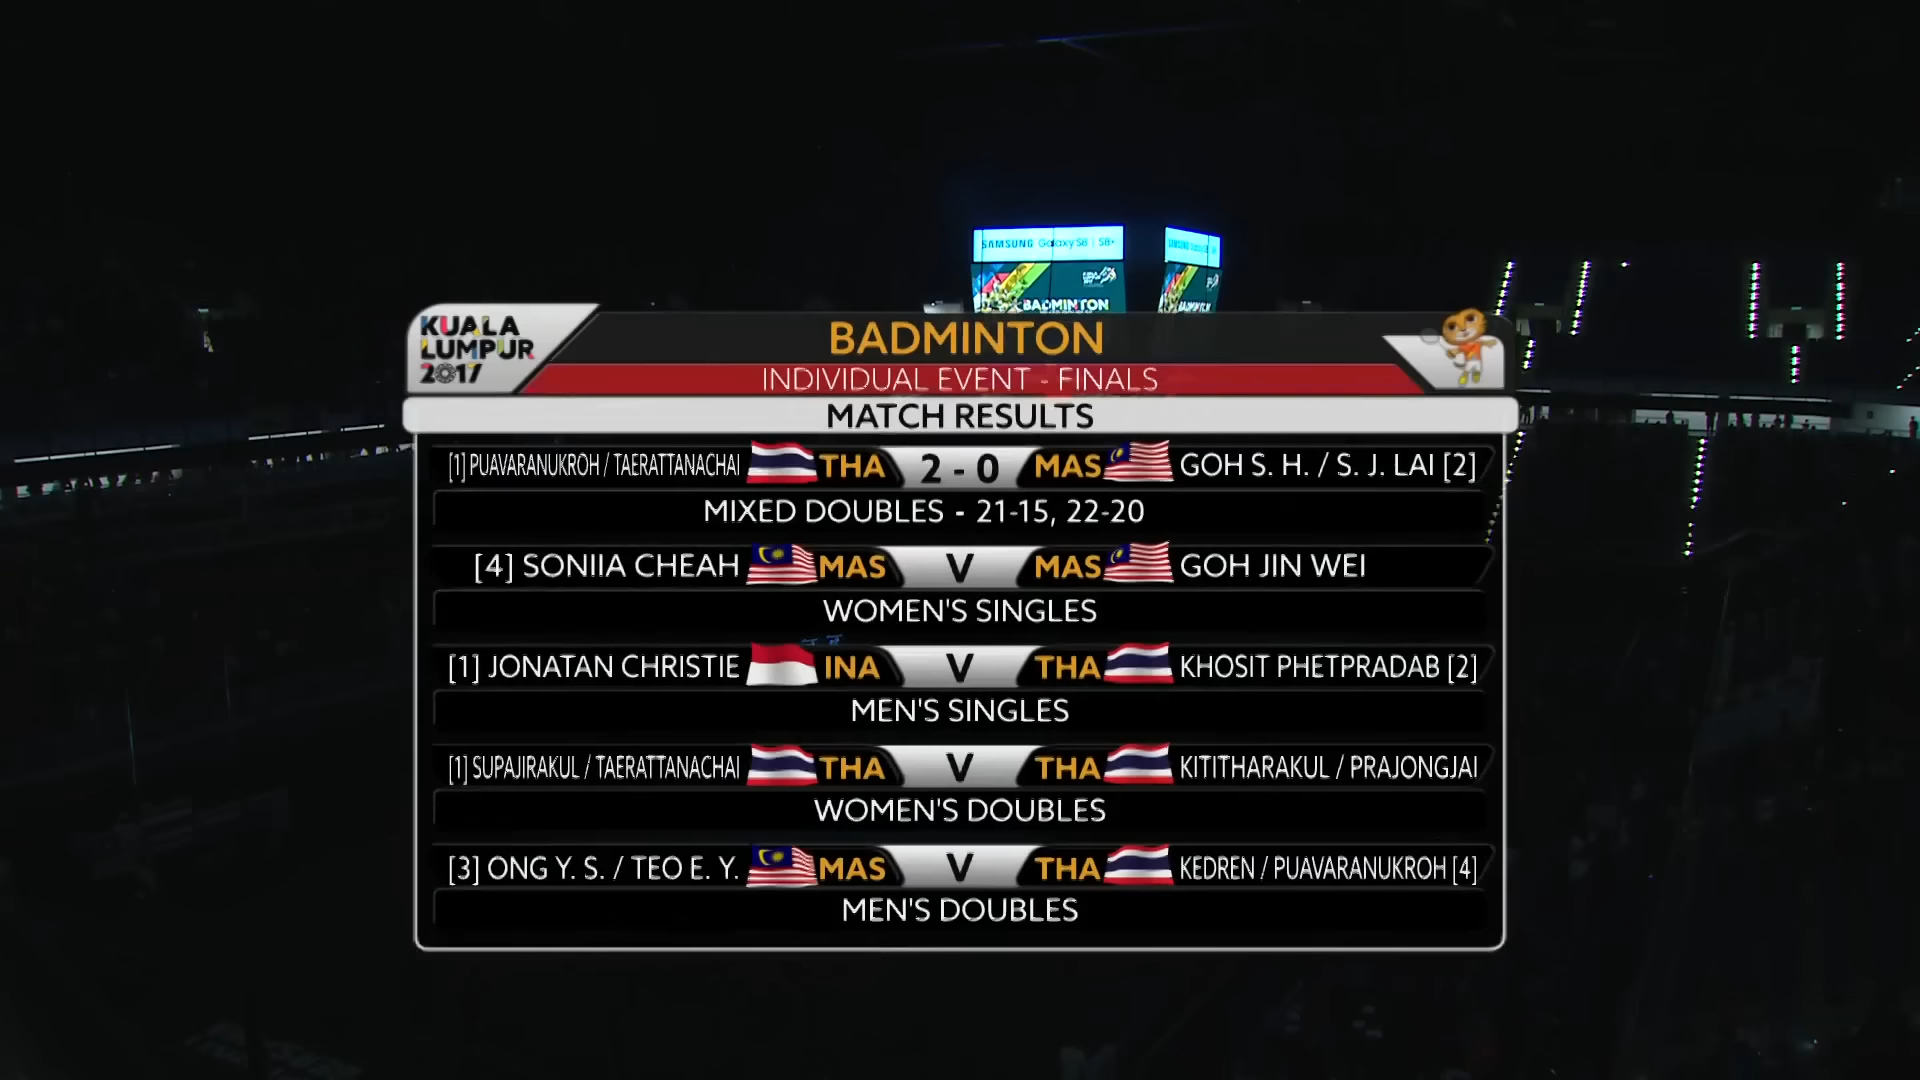 SAMSUNG Galaxy S8 | S8+
BADMINTON
KUALA
LUMPUR
2017
BADMINTON
INDIVIDUAL EVENT - FINALS
MATCH RESULTS
[1] PUAVARANUKROH / TAERATTANACHAI THA 2 - 0 MAS GOH S. H. / S. J. LAI [2]
MIXED DOUBLES - 21-15, 22-20
[4] SONIIA CHEAH MAS V MAS GOH JIN WEI
WOMEN'S SINGLES
[1] JONATAN CHRISTIE INA V THA KHOSIT PHETPRADAB [2]
MEN'S SINGLES
[1] SUPAJIRAKUL / TAERATTANACHAI THA V THA KITITHARAKUL / PRAJONGJAI
WOMEN'S DOUBLES
[3] ONG Y. S. / TEO E. Y. MAS V THA KEDREN / PUAVARANUKROH [4]
MEN'S DOUBLES